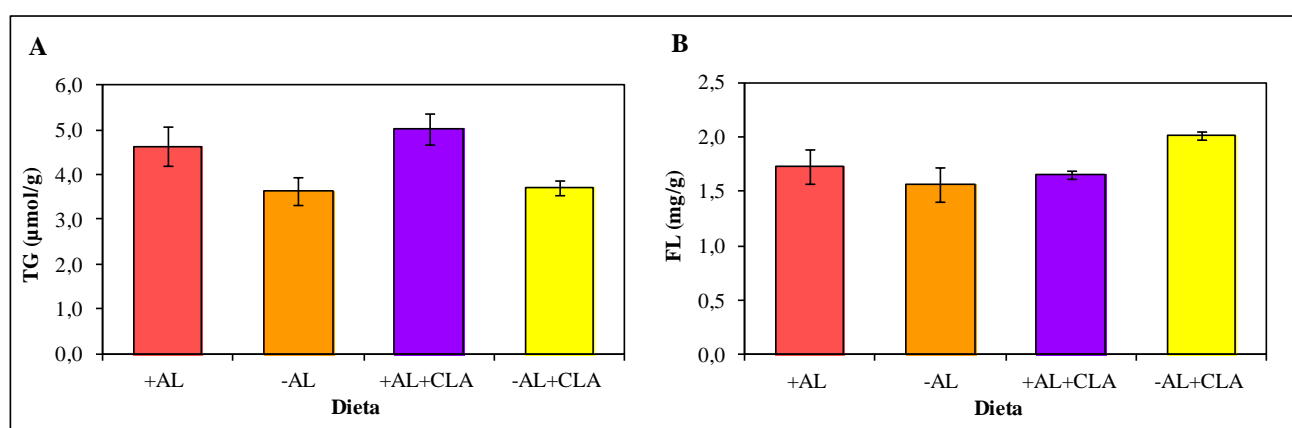 A
TG (µmol/g)
6,0
5,0
4,0
3,0
2,0
1,0
0,0
+AL -AL +AL+CLA -AL+CLA
Dieta
B
FL (mg/g)
2,5
2,0
1,5
1,0
0,5
0,0
+AL -AL +AL+CLA -AL+CLA
Dieta